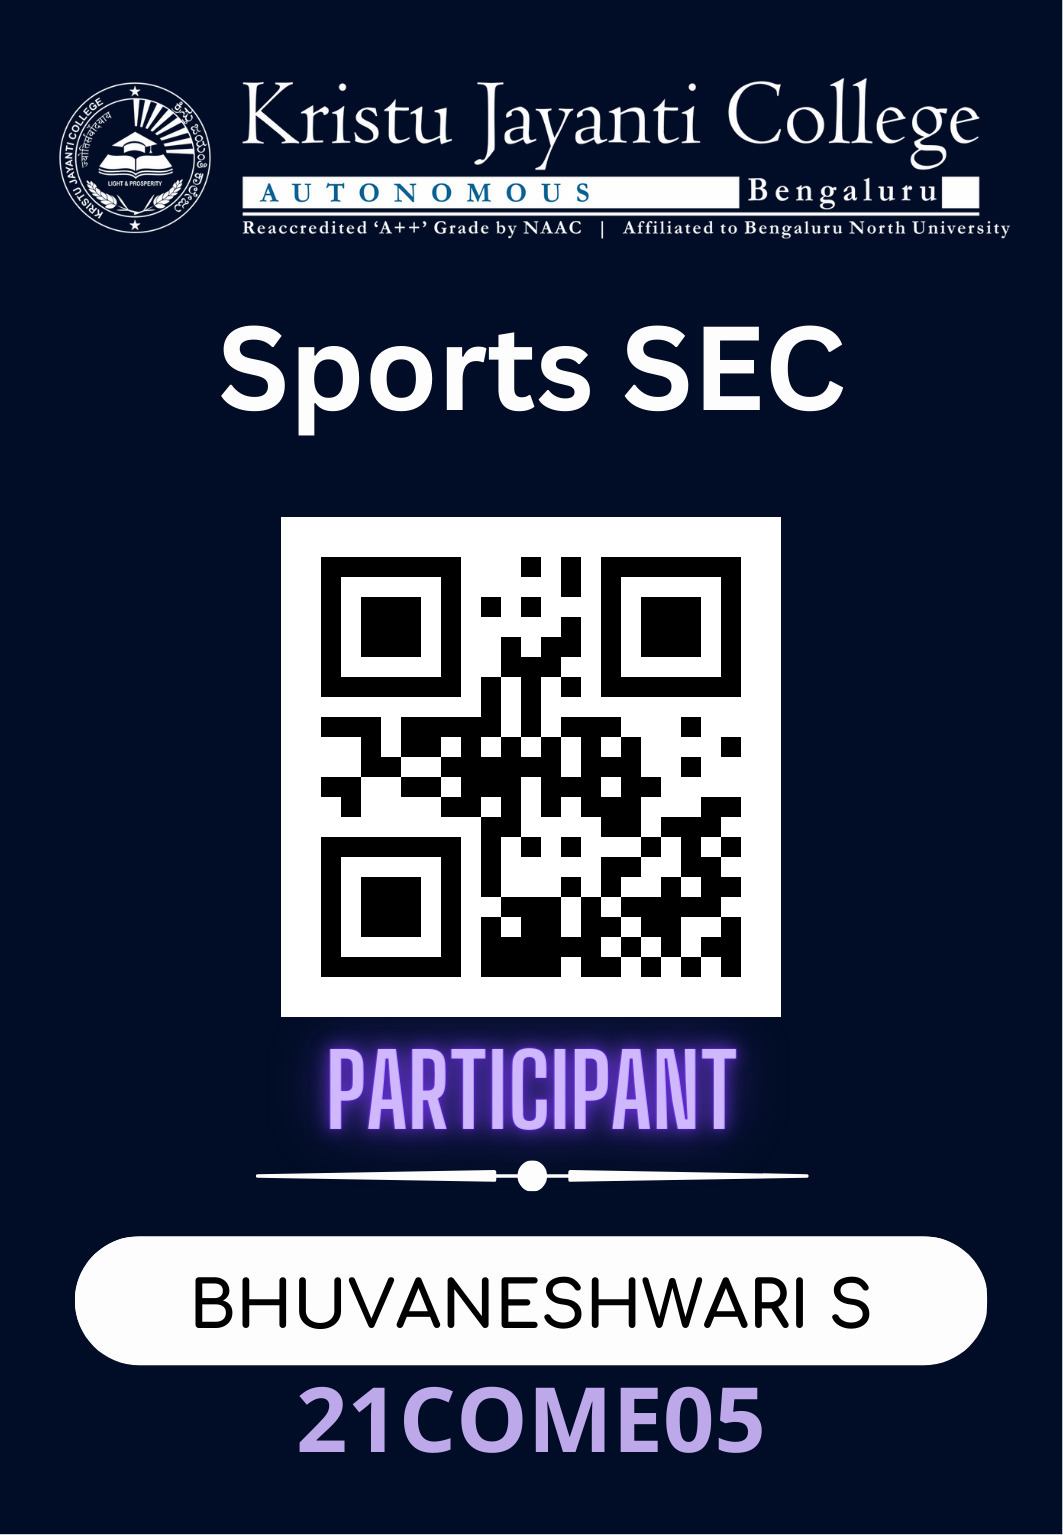 KRISTU JAYANTI COLLEGE
ಕ್ರಿಸ್ತು ಜಯಂತಿ ಕಾಲೇಜು
LIGHT & PROSPERITY
Kristu Jayanti College
AUTONOMOUS Bengaluru
Reaccredited ‘A++’ Grade by NAAC | Affiliated to Bengaluru North University
Sports SEC
PARTICIPANT
BHUVANESHWARI S
21COME05